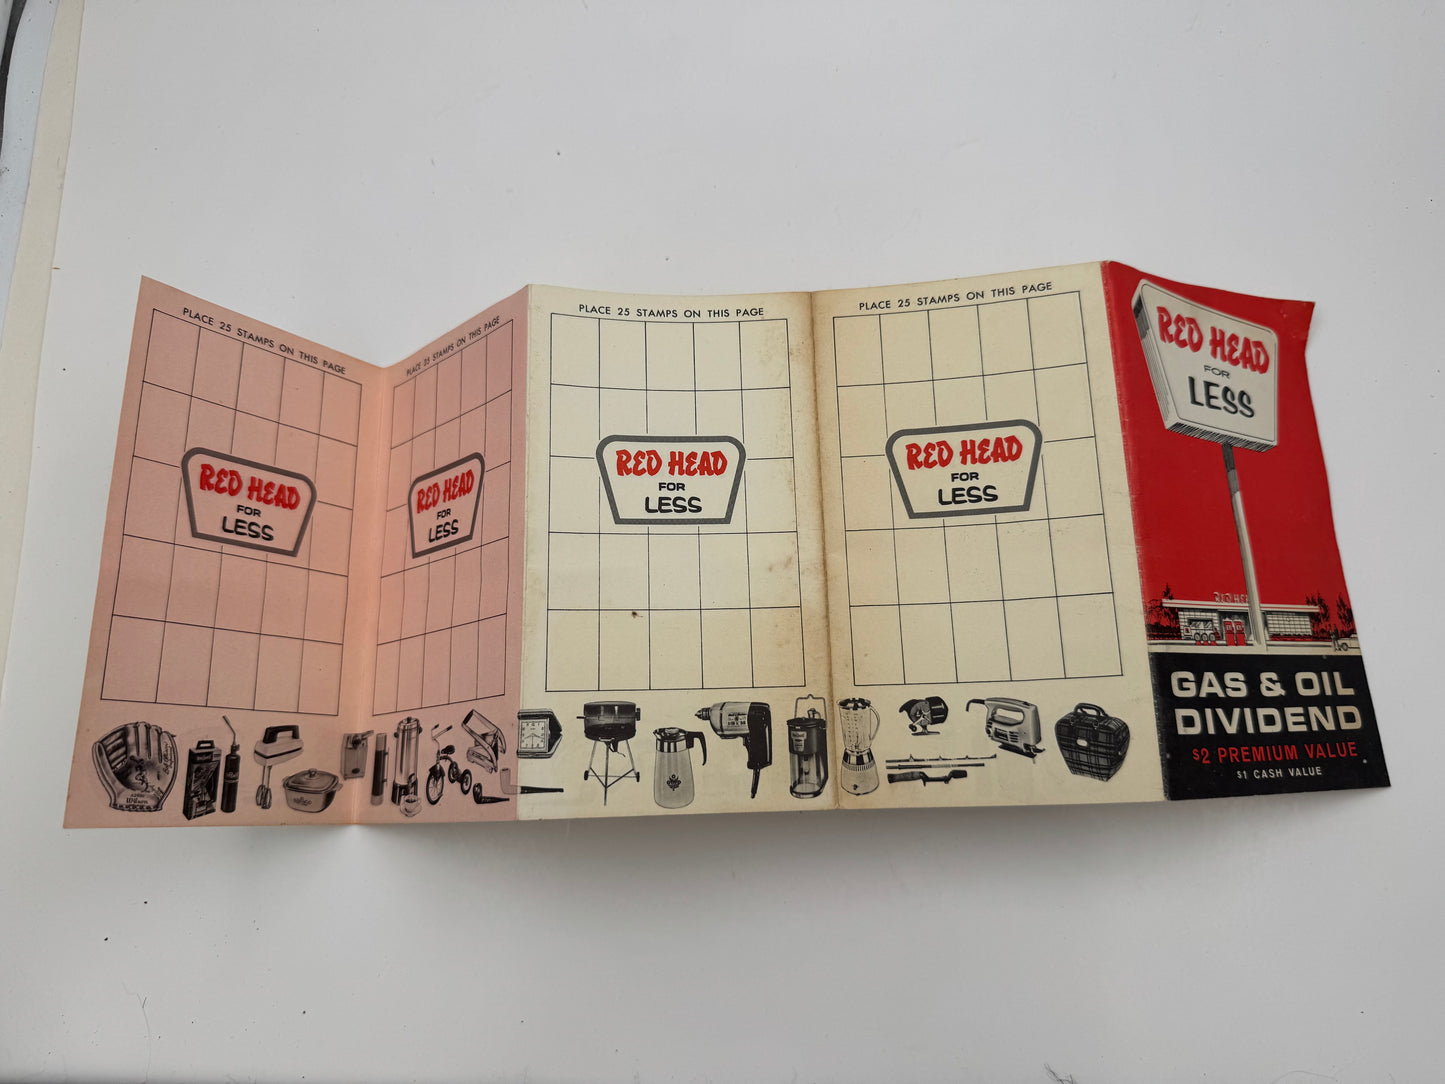 PLACE 25 STAMPS ON THIS PAGE
RED HEAD
FOR
LESS
Wilson
PLACE 25 STAMPS ON THIS PAGE
RED HEAD
FOR
LESS
PLACE 25 STAMPS ON THIS PAGE
RED HEAD
FOR
LESS
PLACE 25 STAMPS ON THIS PAGE
RED HEAD
FOR
LESS
RED HEAD
FOR
LESS
GAS & OIL
DIVIDEND
$2 PREMIUM VALUE
$1 CASH VALUE